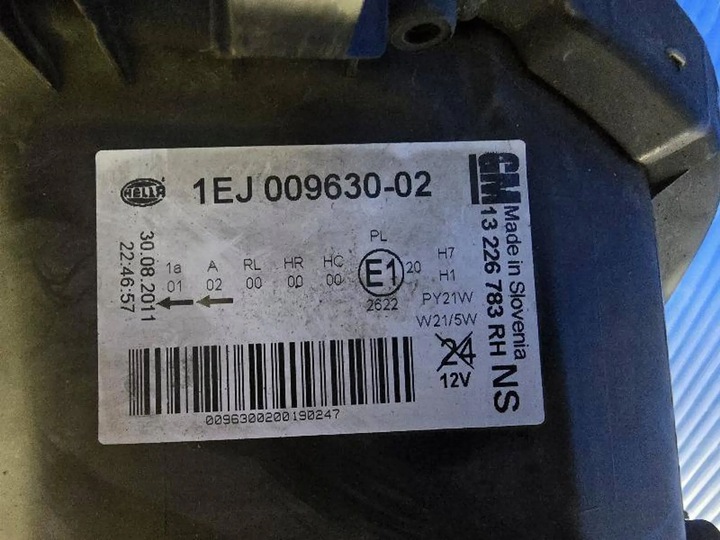 HELLA
1EJ 009630-02
GM
30.08.2011
22:46:57
1a A RL HR HC PL
01 02 00 00 00 E1 20
2622
H7
H1
PY21W
W21/5W
24
12V
Made in Slovenia
13 226 783 RH NS
0096300200190247